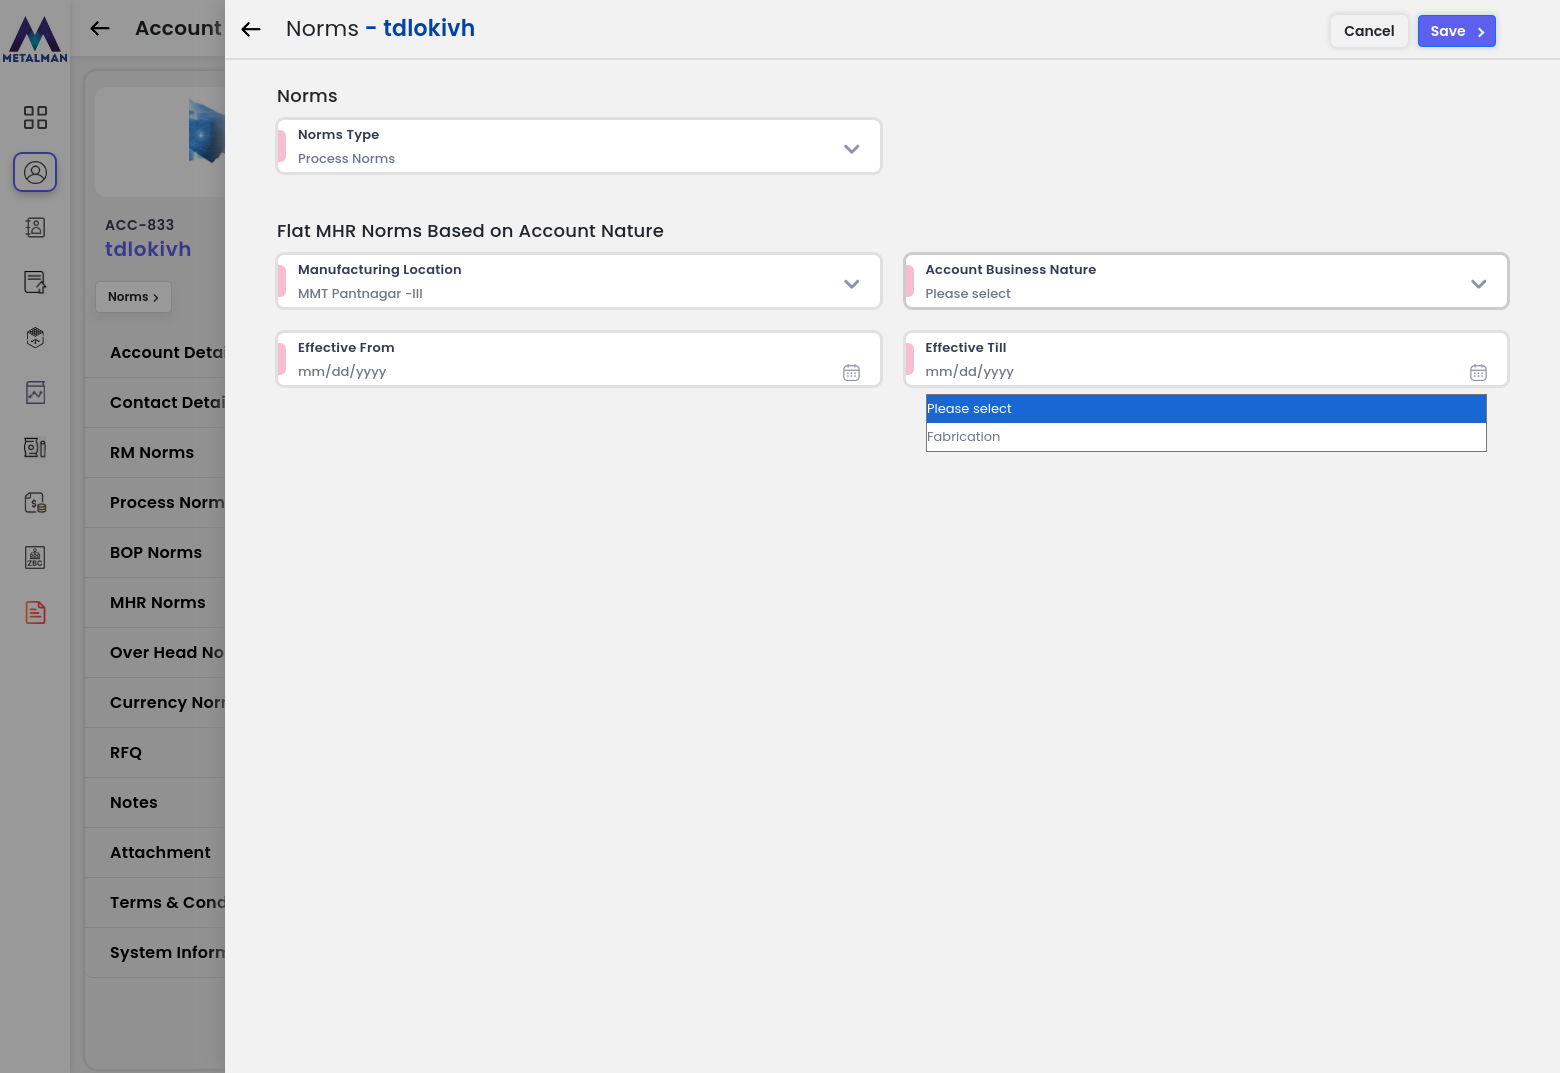 METALMAN
Account
Norms - tdlokivh
Cancel
Save
ACC-833
tdlokivh
Norms
Account Detai
Contact Detai
RM Norms
Process Norm
BOP Norms
MHR Norms
Over Head No
Currency Norr
RFQ
Notes
Attachment
Terms & Cond
System Inform
ZBC
Norms
Norms Type
Process Norms
Flat MHR Norms Based on Account Nature
Manufacturing Location
MMT Pantnagar -III
Account Business Nature
Please select
Effective From
mm/dd/yyyy
Effective Till
mm/dd/yyyy
Please select
Fabrication